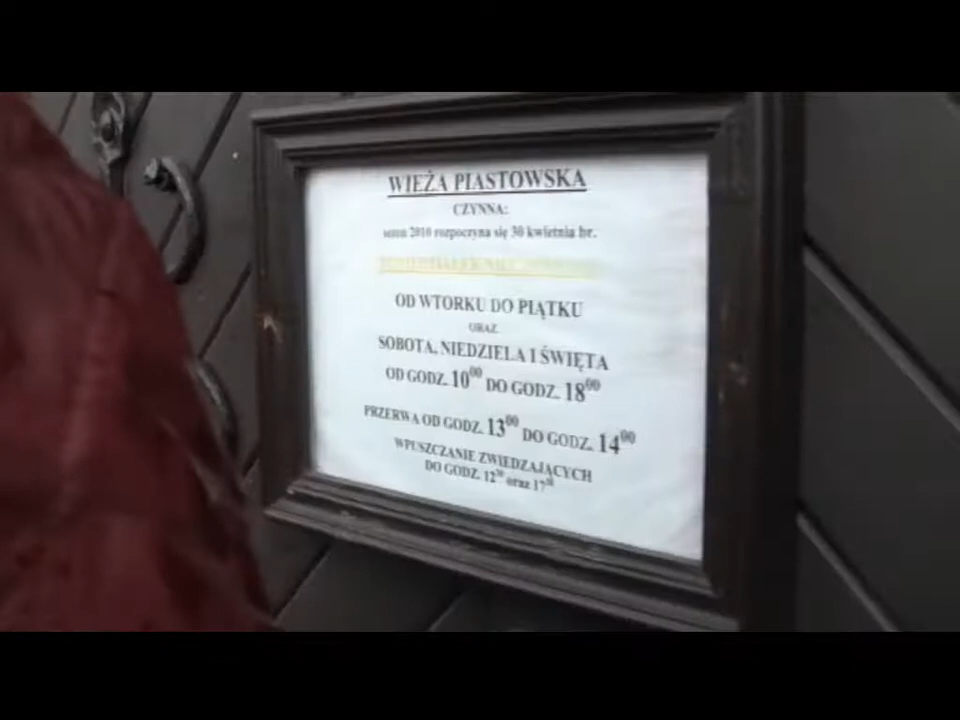 WIEŻA PIASTOWSKA
CZYNNA:
sezon 2010 rozpoczyna się 30 kwietnia br.
OD WTORKU DO PIĄTKU
ORAZ
SOBOTA, NIEDZIELA I ŚWIĘTA
OD GODZ. 10⁰⁰ DO GODZ. 18⁰⁰
PRZERWA OD GODZ. 13⁰⁰ DO GODZ. 14⁰⁰
WPUSZCZANIE ZWIEDZAJĄCYCH
DO GODZ. 12³⁰ oraz 17³⁰